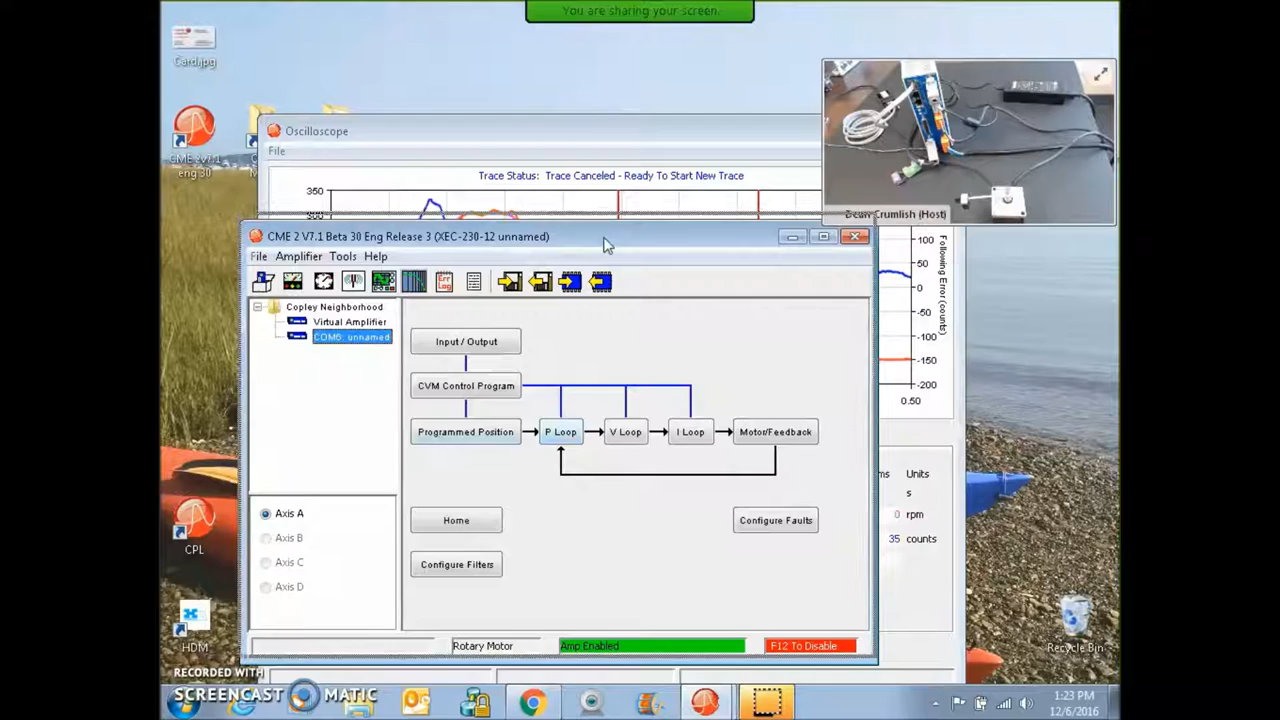 You are sharing your screen.
Card.jpg
CME 2 V7.1
eng 30
Oscilloscope
File
Trace Status: Trace Canceled - Ready To Start New Trace
350
300
Dean Crumlish (Host)
CME 2 V7.1 Beta 30 Eng Release 3 (XEC-230-12 unnamed)
File Amplifier Tools Help
Err
Log
Copley Neighborhood
Virtual Amplifier
COM6: unnamed
Input / Output
CVM Control Program
Programmed Position
P Loop
V Loop
I Loop
Motor/Feedback
Home
Configure Faults
Configure Filters
Axis A
Axis B
Axis C
Axis D
Rotary Motor
Amp Enabled
F12 To Disable
100
50
0
-50
-100
-150
-200
0.50
Following Error (counts)
ms Units
s
0 rpm
35 counts
CPL
HDM
Recycle Bin
RECORDED WITH
SCREENCAST MATIC
1:23 PM
12/6/2016